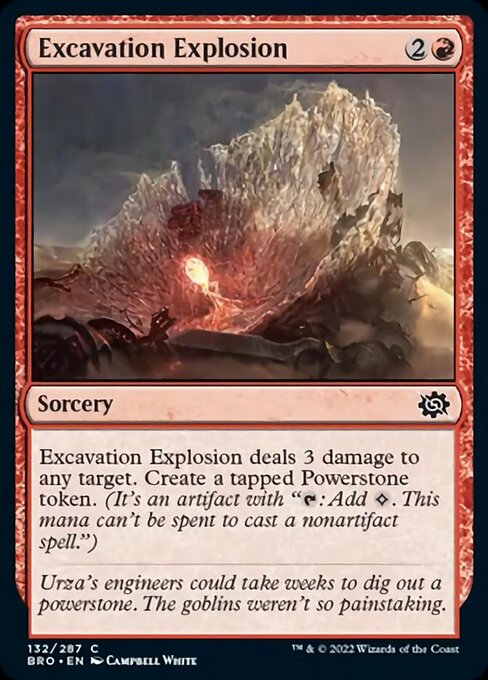 Excavation Explosion 2
Sorcery
Excavation Explosion deals 3 damage to
any target. Create a tapped Powerstone
token. (It's an artifact with “: Add . This
mana can't be spent to cast a nonartifact
spell.”)
Urza's engineers could take weeks to dig out a
powerstone. The goblins weren't so painstaking.
132/287 C
BRO • EN Campbell White
™ & © 2022 Wizards of the Coast